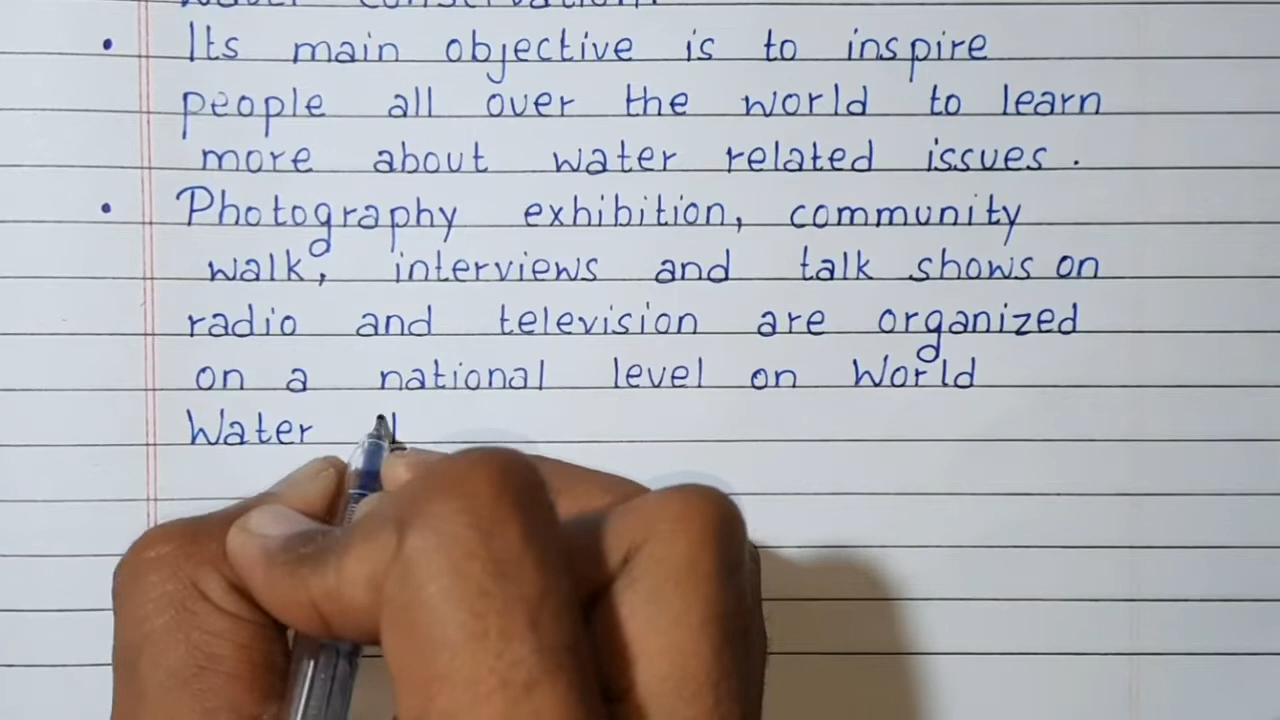 • Its main objective is to inspire
people all over the world to learn
more about water related issues.
• Photography exhibition, community
walk, interviews and talk shows on
radio and television are organized
on a national level on World
Water